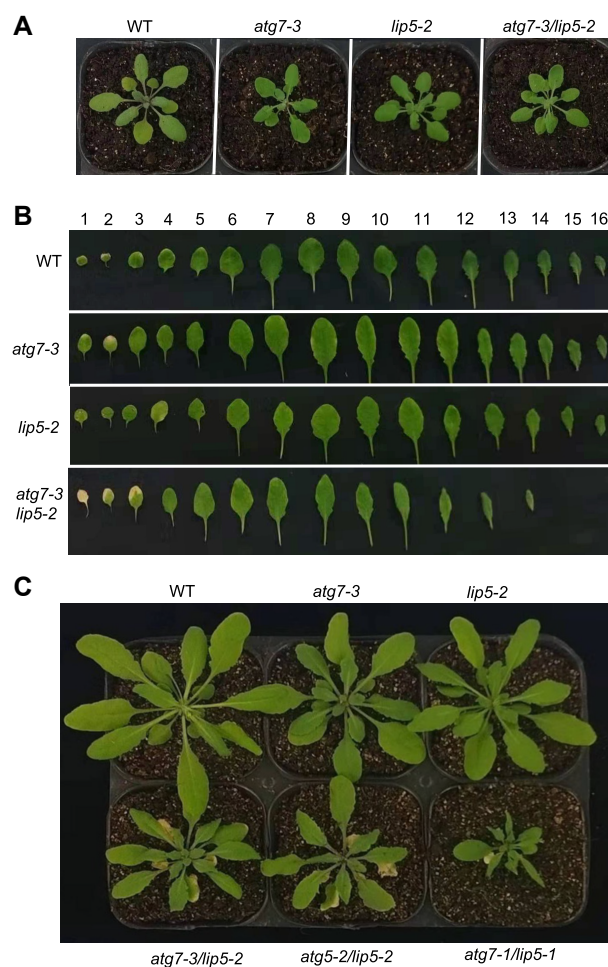 A
WT atg7-3 lip5-2 atg7-3/lip5-2
B
1 2 3 4 5 6 7 8 9 10 11 12 13 14 15 16
WT
atg7-3
lip5-2
atg7-3
lip5-2
C
WT atg7-3 lip5-2
atg7-3/lip5-2 atg5-2/lip5-2 atg7-1/lip5-1